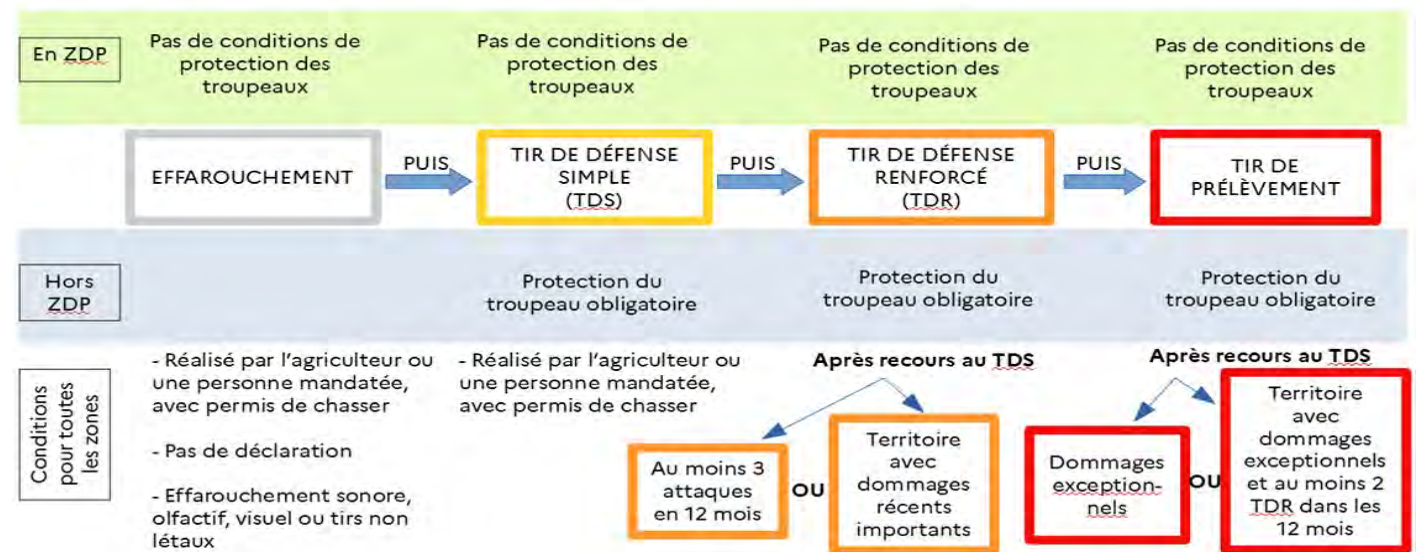 En ZDP
Pas de conditions de
protection des
troupeaux
Pas de conditions de
protection des
troupeaux
Pas de conditions de
protection des
troupeaux
Pas de conditions de
protection des
troupeaux
EFFAROUCHEMENT
PUIS
TIR DE DÉFENSE
SIMPLE
(TDS)
PUIS
TIR DE DÉFENSE
RENFORCÉ
(TDR)
PUIS
TIR DE
PRÉLÈVEMENT
Hors
ZDP
Protection du
troupeau obligatoire
Protection du
troupeau obligatoire
Protection du
troupeau obligatoire
Conditions
pour toutes
les zones
- Réalisé par l'agriculteur ou
une personne mandatée,
avec permis de chasser
- Pas de déclaration
- Effarouchement sonore,
olfactif, visuel ou tirs non
létaux
- Réalisé par l'agriculteur ou
une personne mandatée,
avec permis de chasser
Après recours au TDS
Au moins 3
attaques
en 12 mois
OU
Territoire
avec
dommages
récents
importants
Après recours au TDS
Dommages
exception-
nels
OU
Territoire
avec
dommages
exceptionnels
et au moins 2
TDR dans les
12 mois